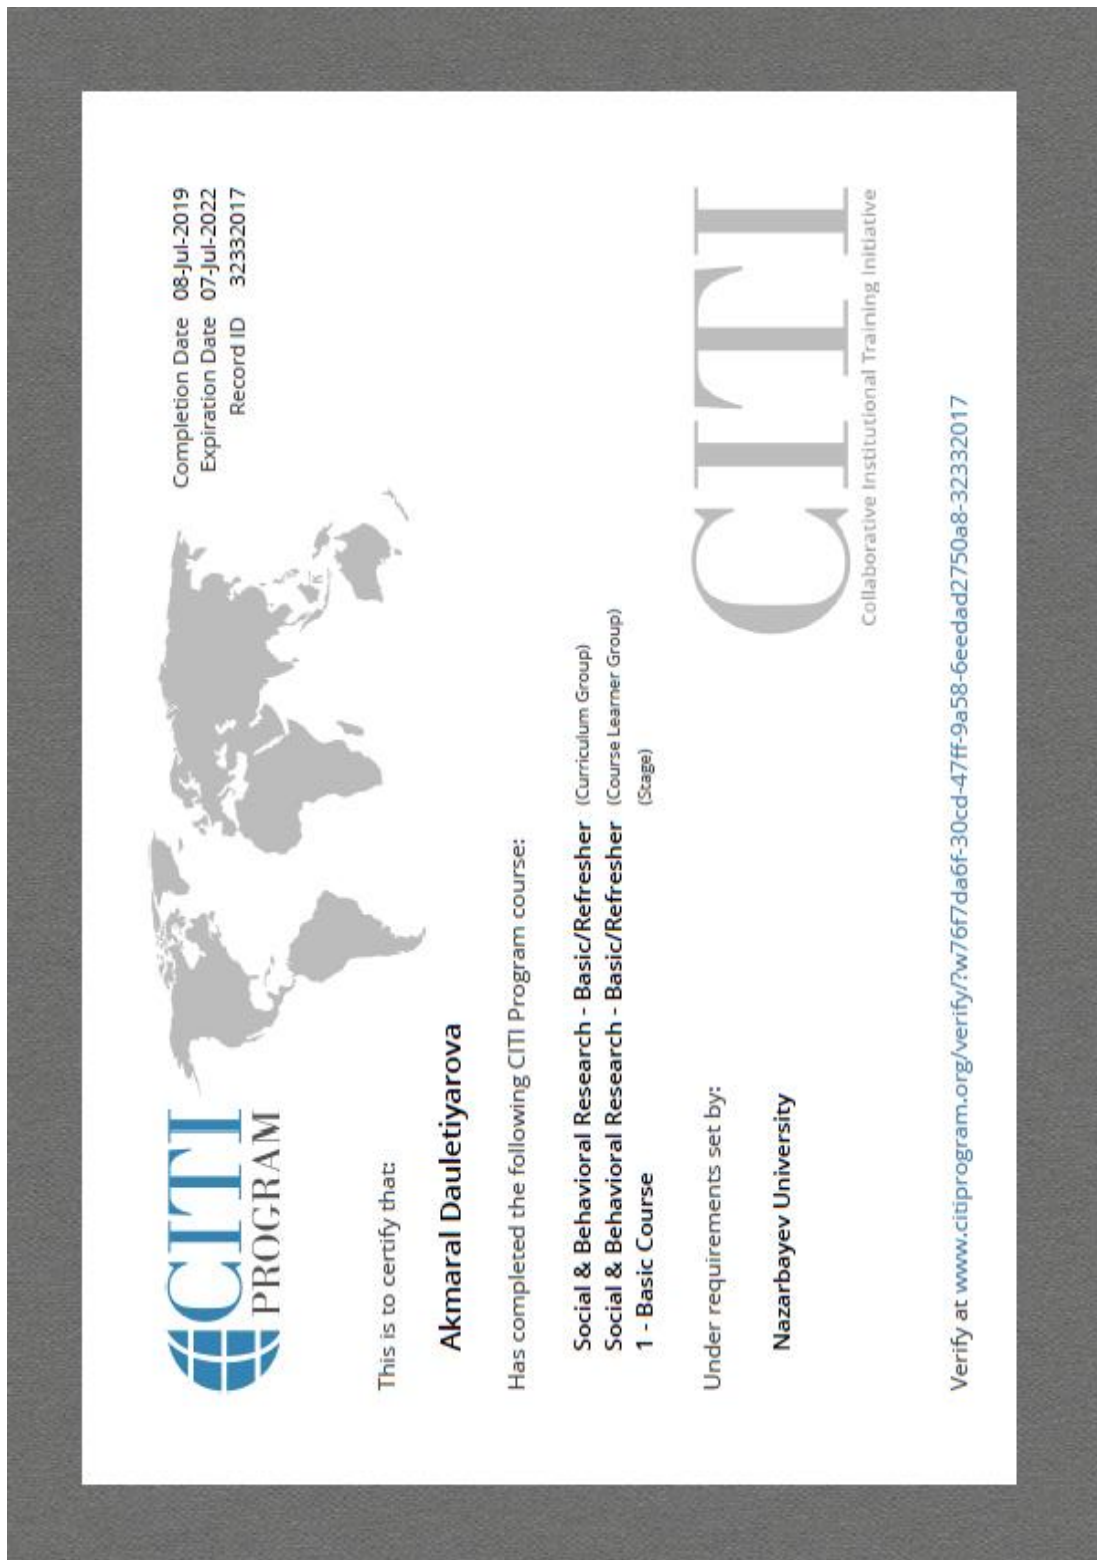 CITI
PROGRAM
Completion Date 08-Jul-2019
Expiration Date 07-Jul-2022
Record ID 32332017
This is to certify that:
Akmaral Dauletiyarova
Has completed the following CITI Program course:
Social & Behavioral Research - Basic/Refresher (Curriculum Group)
Social & Behavioral Research - Basic/Refresher (Course Learner Group)
1 - Basic Course (Stage)
Under requirements set by:
Nazarbayev University
CITI
Collaborative Institutional Training Initiative
Verify at www.citiprogram.org/verify/?w76f7da6f-30cd-47ff-9a58-6eedad2750a8-32332017